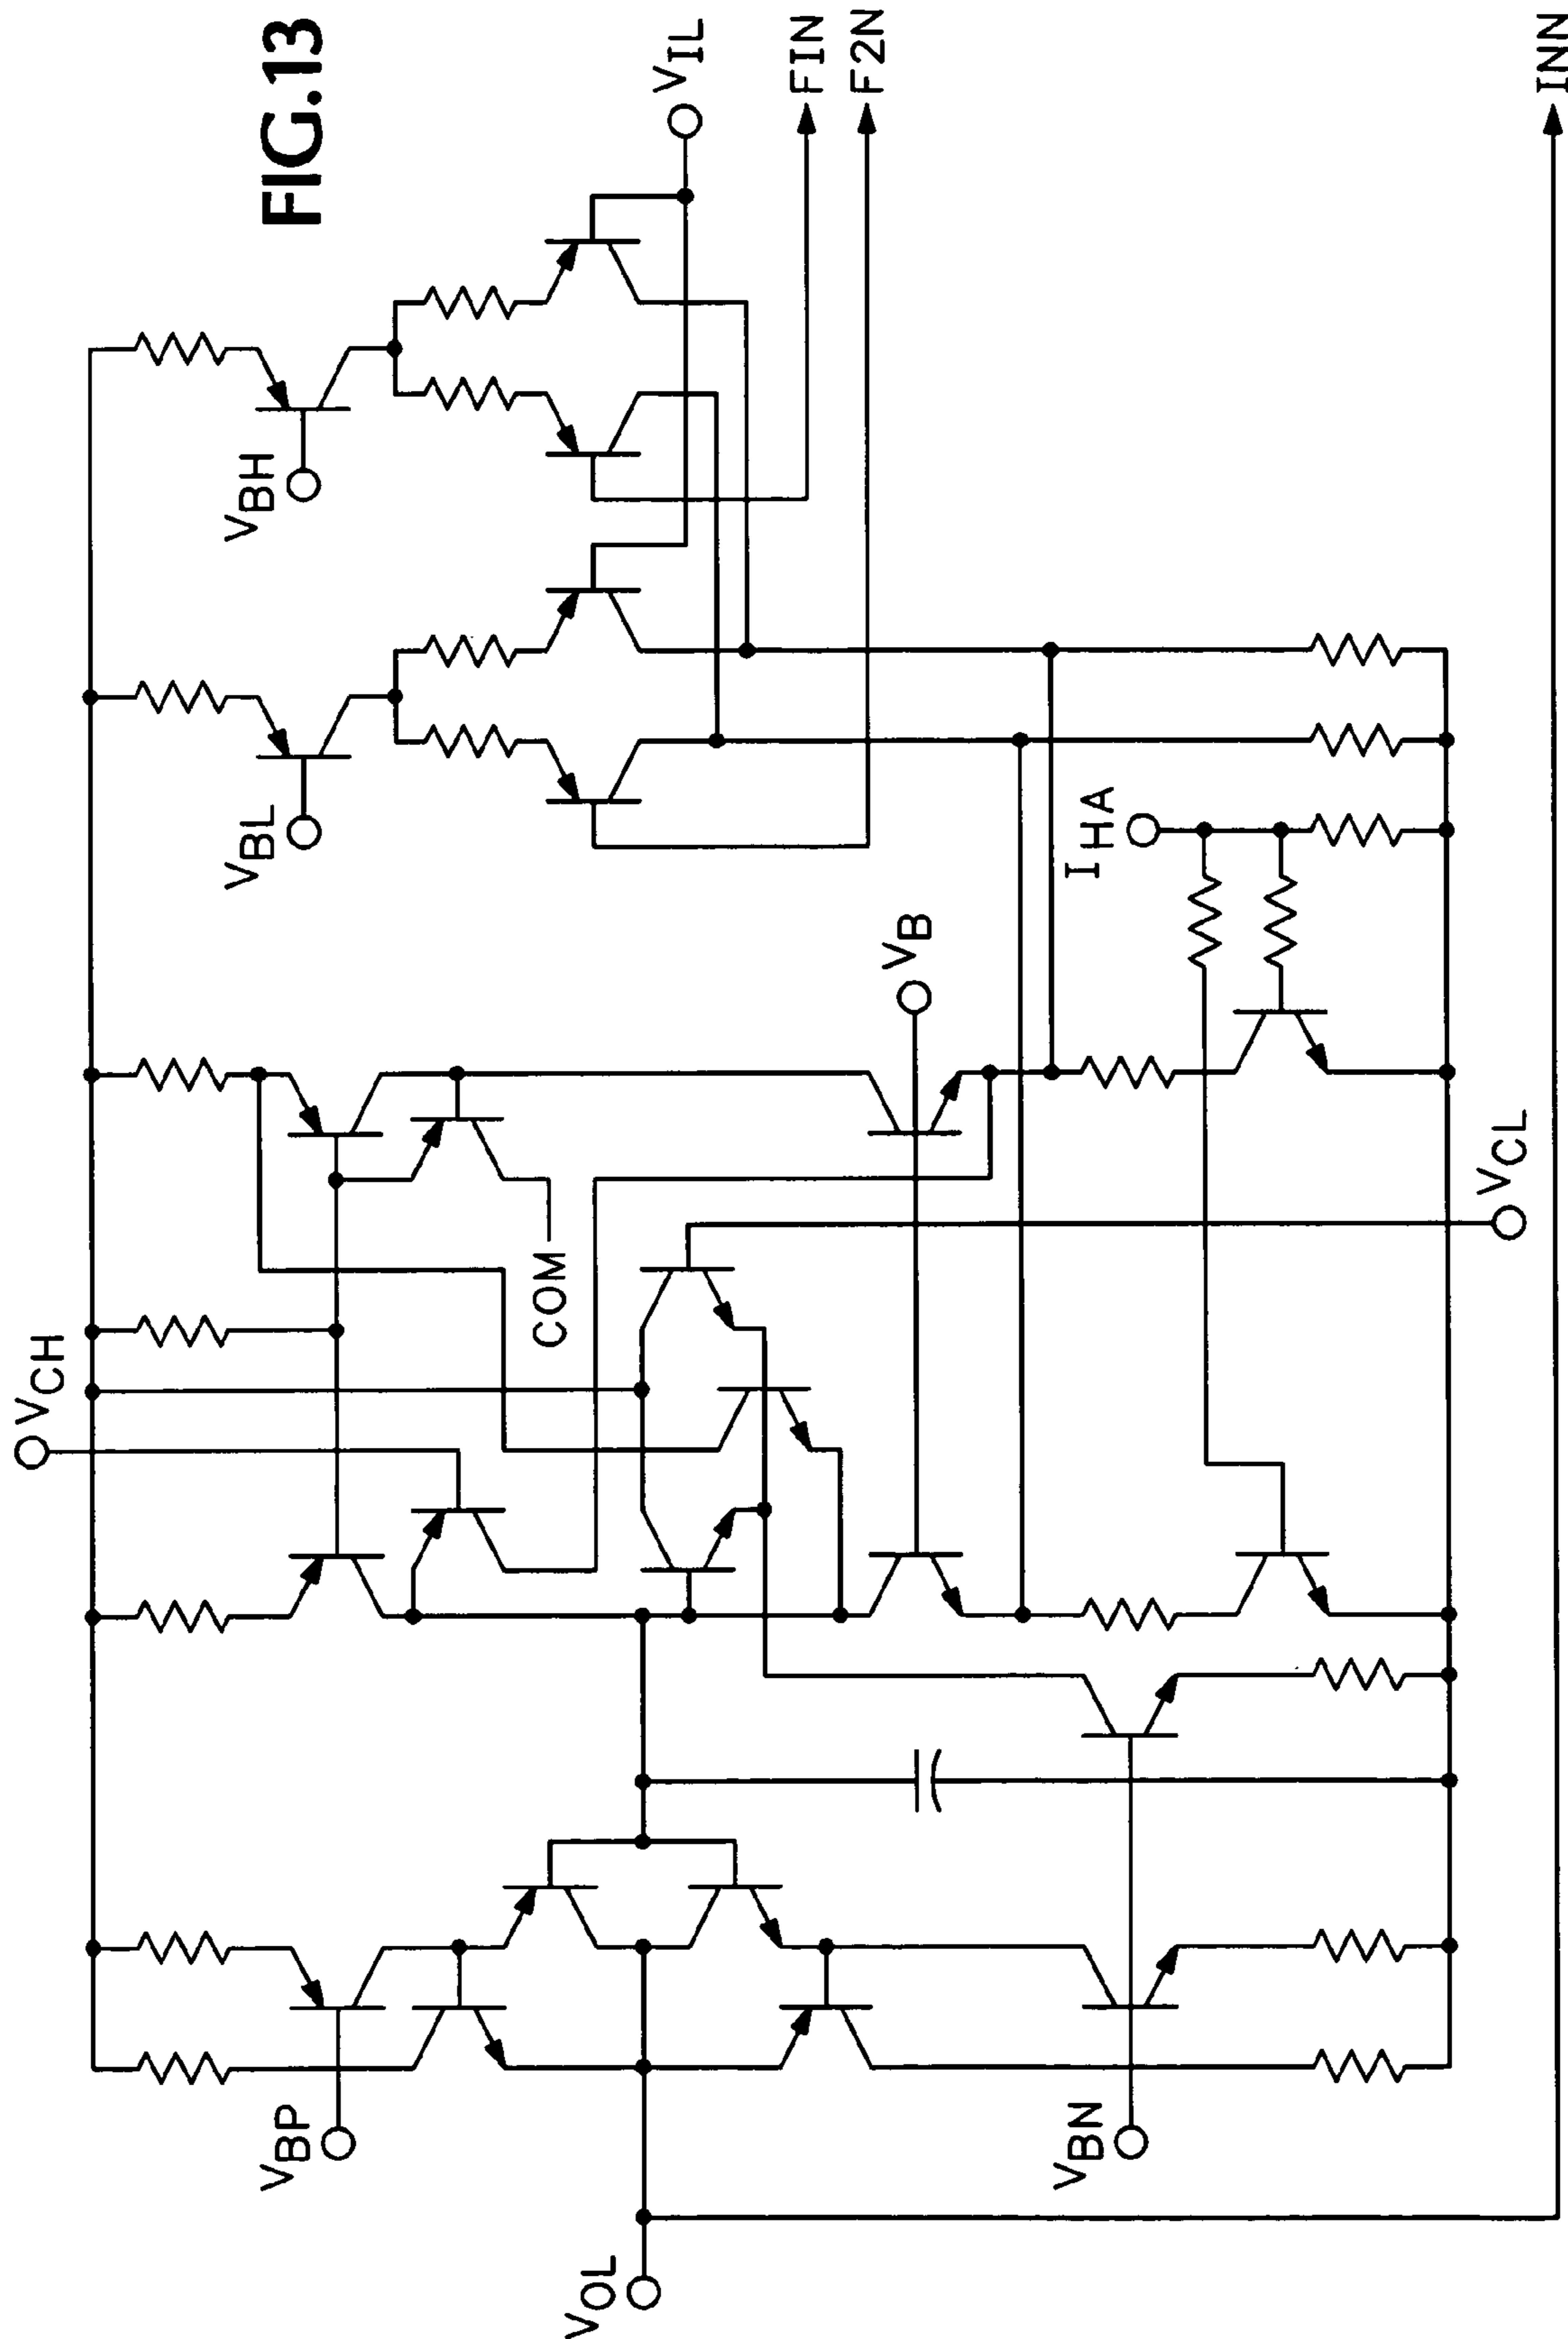 FIG.13
VIL
FIN
F2N
INN
VBH
VBL
IHA
VB
VCL
COM
VCH
VBP
VBN
VOL